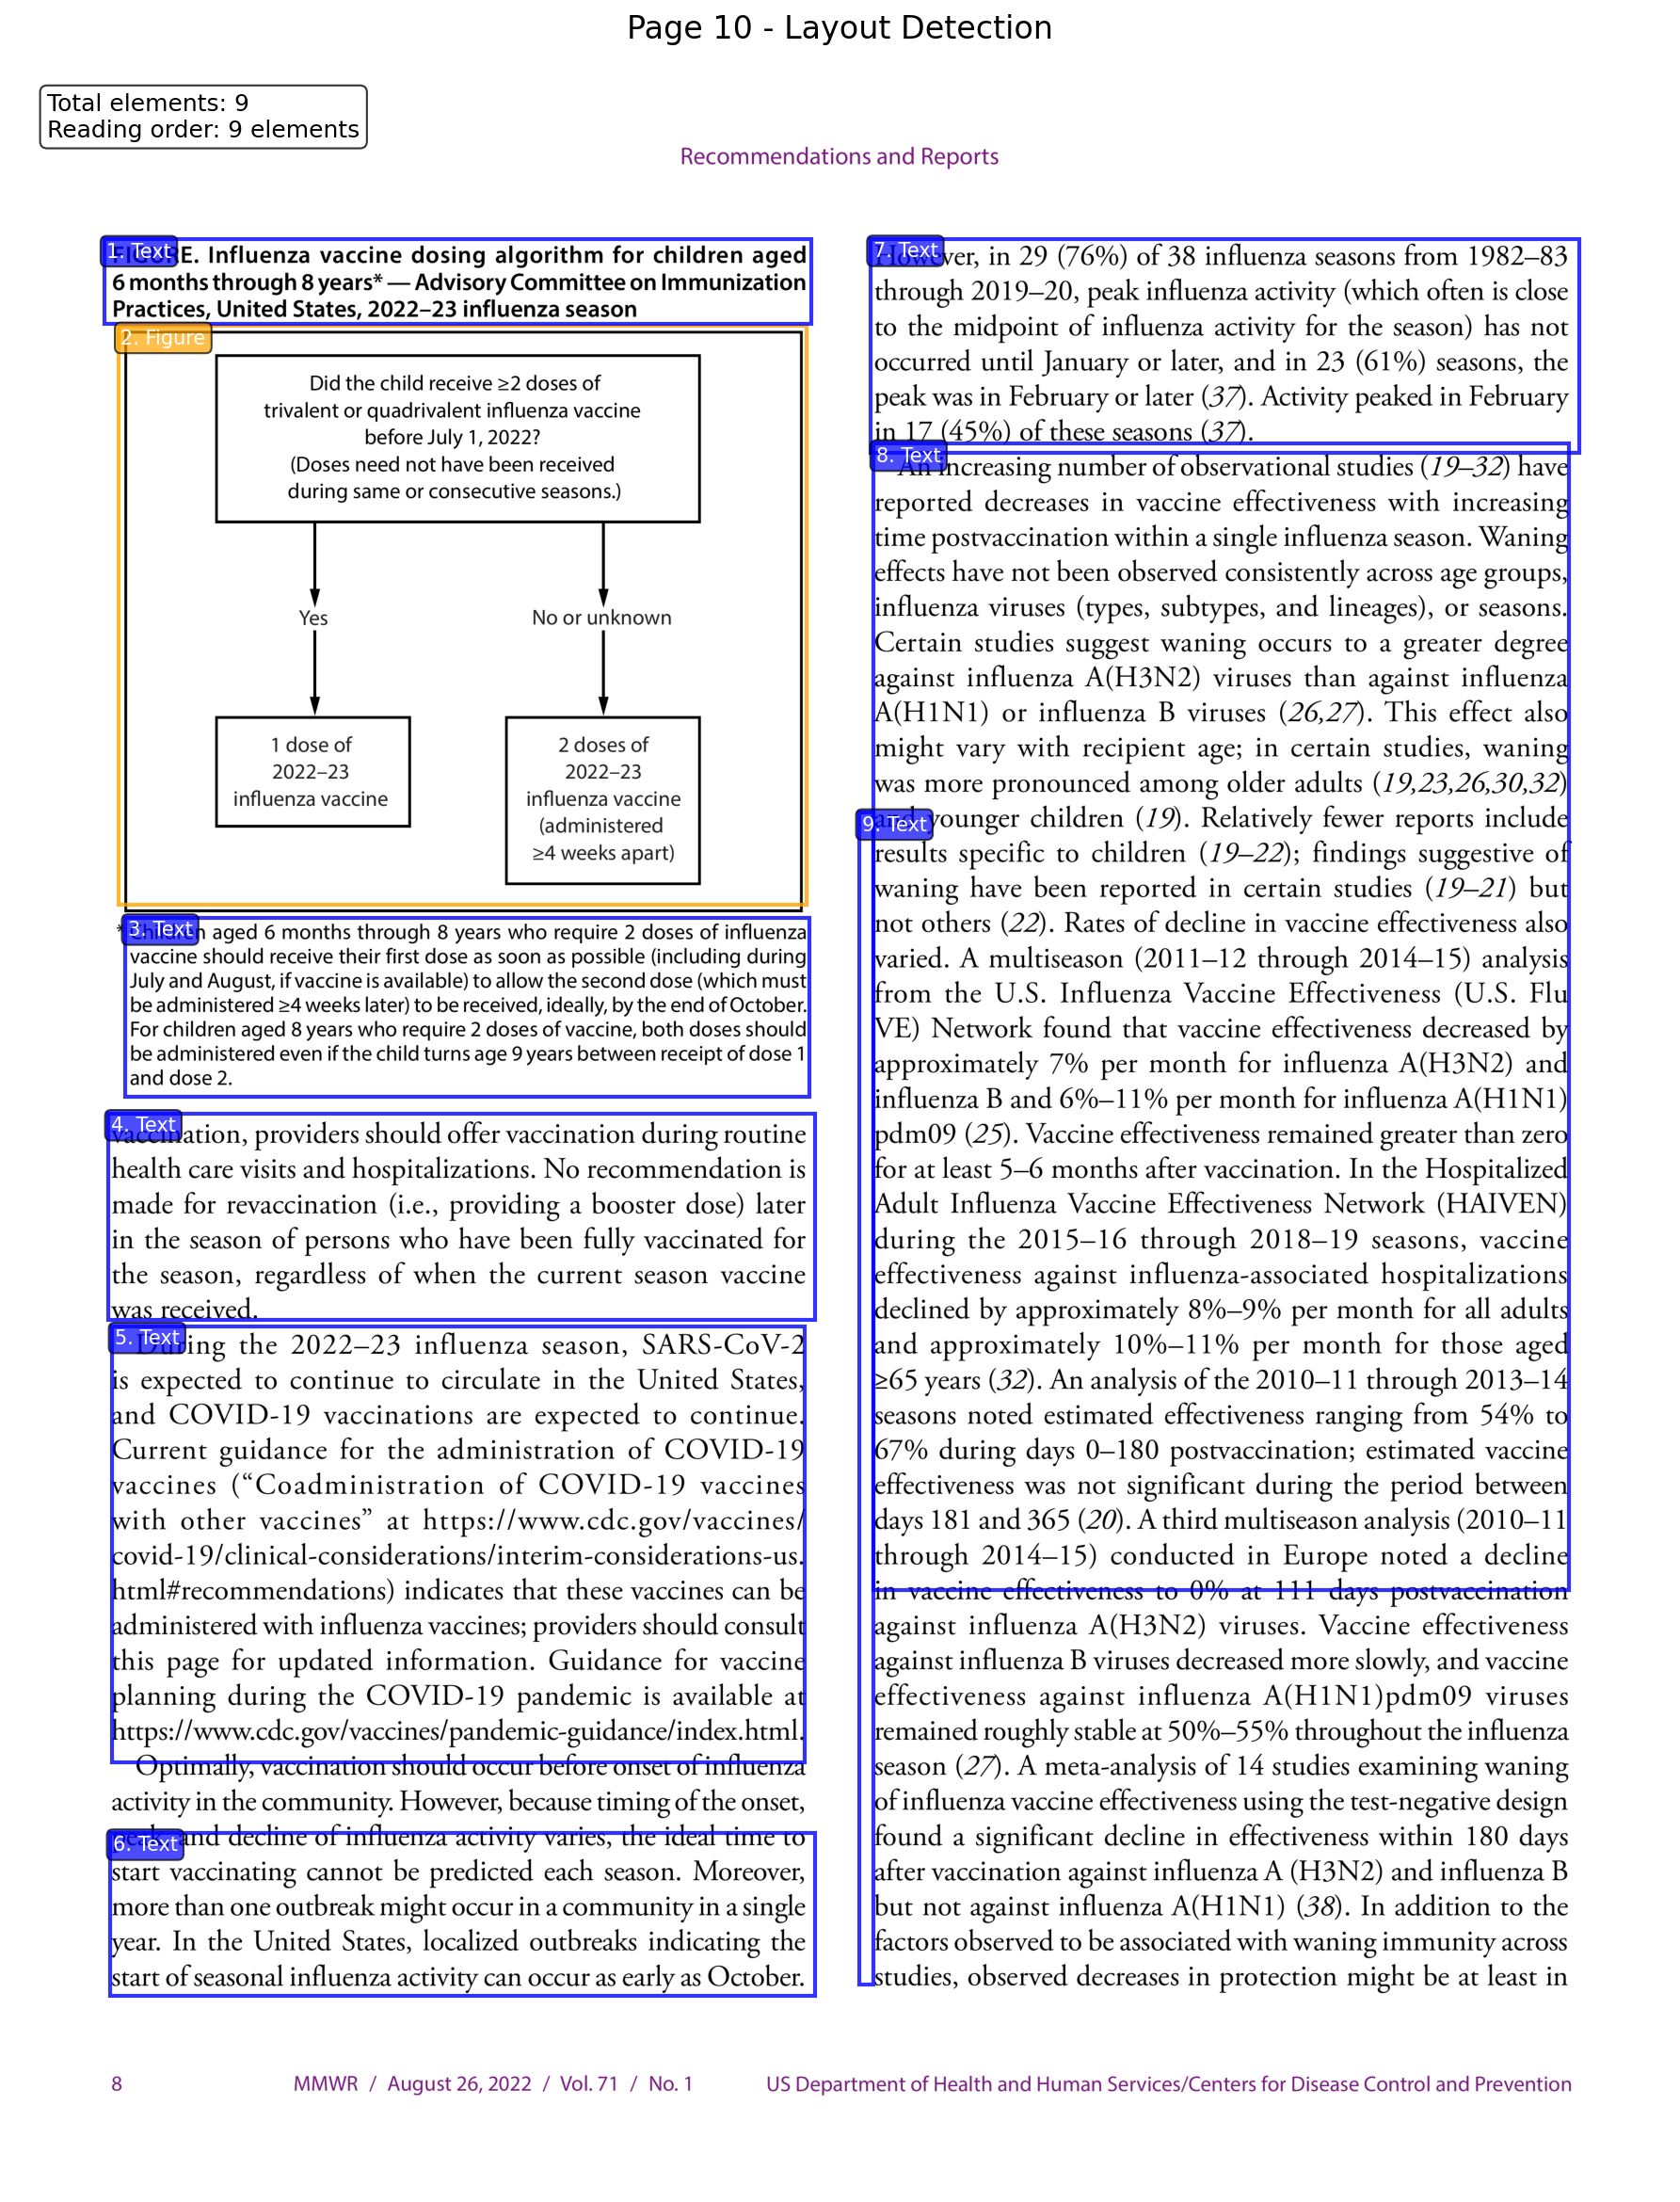 Page 10 - Layout Detection
Total elements: 9
Reading order: 9 elements
Recommendations and Reports
1. Text
FIGURE. Influenza vaccine dosing algorithm for children aged
6 months through 8 years* — Advisory Committee on Immunization
Practices, United States, 2022–23 influenza season
2. Figure
Did the child receive ≥2 doses of
trivalent or quadrivalent influenza vaccine
before July 1, 2022?
(Doses need not have been received
during same or consecutive seasons.)
Yes
No or unknown
1 dose of
2022–23
influenza vaccine
2 doses of
2022–23
influenza vaccine
(administered
≥4 weeks apart)
3. Text
* Children aged 6 months through 8 years who require 2 doses of influenza
vaccine should receive their first dose as soon as possible (including during
July and August, if vaccine is available) to allow the second dose (which must
be administered ≥4 weeks later) to be received, ideally, by the end of October.
For children aged 8 years who require 2 doses of vaccine, both doses should
be administered even if the child turns age 9 years between receipt of dose 1
and dose 2.
4. Text
vaccination, providers should offer vaccination during routine
health care visits and hospitalizations. No recommendation is
made for revaccination (i.e., providing a booster dose) later
in the season of persons who have been fully vaccinated for
the season, regardless of when the current season vaccine
was received.
5. Text
During the 2022–23 influenza season, SARS-CoV-2
is expected to continue to circulate in the United States,
and COVID-19 vaccinations are expected to continue.
Current guidance for the administration of COVID-19
vaccines (“Coadministration of COVID-19 vaccines
with other vaccines” at https://www.cdc.gov/vaccines/
covid-19/clinical-considerations/interim-considerations-us.
html#recommendations) indicates that these vaccines can be
administered with influenza vaccines; providers should consult
this page for updated information. Guidance for vaccine
planning during the COVID-19 pandemic is available at
https://www.cdc.gov/vaccines/pandemic-guidance/index.html.
Optimally, vaccination should occur before onset of influenza
activity in the community. However, because timing of the onset,
6. Text
peak, and decline of influenza activity varies, the ideal time to
start vaccinating cannot be predicted each season. Moreover,
more than one outbreak might occur in a community in a single
year. In the United States, localized outbreaks indicating the
start of seasonal influenza activity can occur as early as October.
7. Text
However, in 29 (76%) of 38 influenza seasons from 1982–83
through 2019–20, peak influenza activity (which often is close
to the midpoint of influenza activity for the season) has not
occurred until January or later, and in 23 (61%) seasons, the
peak was in February or later (37). Activity peaked in February
in 17 (45%) of these seasons (37).
8. Text
An increasing number of observational studies (19–32) have
reported decreases in vaccine effectiveness with increasing
time postvaccination within a single influenza season. Waning
effects have not been observed consistently across age groups,
influenza viruses (types, subtypes, and lineages), or seasons.
Certain studies suggest waning occurs to a greater degree
against influenza A(H3N2) viruses than against influenza
A(H1N1) or influenza B viruses (26,27). This effect also
might vary with recipient age; in certain studies, waning
was more pronounced among older adults (19,23,26,30,32)
9. Text
and younger children (19). Relatively fewer reports include
results specific to children (19–22); findings suggestive of
waning have been reported in certain studies (19–21) but
not others (22). Rates of decline in vaccine effectiveness also
varied. A multiseason (2011–12 through 2014–15) analysis
from the U.S. Influenza Vaccine Effectiveness (U.S. Flu
VE) Network found that vaccine effectiveness decreased by
approximately 7% per month for influenza A(H3N2) and
influenza B and 6%–11% per month for influenza A(H1N1)
pdm09 (25). Vaccine effectiveness remained greater than zero
for at least 5–6 months after vaccination. In the Hospitalized
Adult Influenza Vaccine Effectiveness Network (HAIVEN)
during the 2015–16 through 2018–19 seasons, vaccine
effectiveness against influenza-associated hospitalizations
declined by approximately 8%–9% per month for all adults
and approximately 10%–11% per month for those aged
≥65 years (32). An analysis of the 2010–11 through 2013–14
seasons noted estimated effectiveness ranging from 54% to
67% during days 0–180 postvaccination; estimated vaccine
effectiveness was not significant during the period between
days 181 and 365 (20). A third multiseason analysis (2010–11
through 2014–15) conducted in Europe noted a decline
in vaccine effectiveness to 0% at 111 days postvaccination
against influenza A(H3N2) viruses. Vaccine effectiveness
against influenza B viruses decreased more slowly, and vaccine
effectiveness against influenza A(H1N1)pdm09 viruses
remained roughly stable at 50%–55% throughout the influenza
season (27). A meta-analysis of 14 studies examining waning
of influenza vaccine effectiveness using the test-negative design
found a significant decline in effectiveness within 180 days
after vaccination against influenza A (H3N2) and influenza B
but not against influenza A(H1N1) (38). In addition to the
factors observed to be associated with waning immunity across
studies, observed decreases in protection might be at least in
8 MMWR / August 26, 2022 / Vol. 71 / No. 1 US Department of Health and Human Services/Centers for Disease Control and Prevention